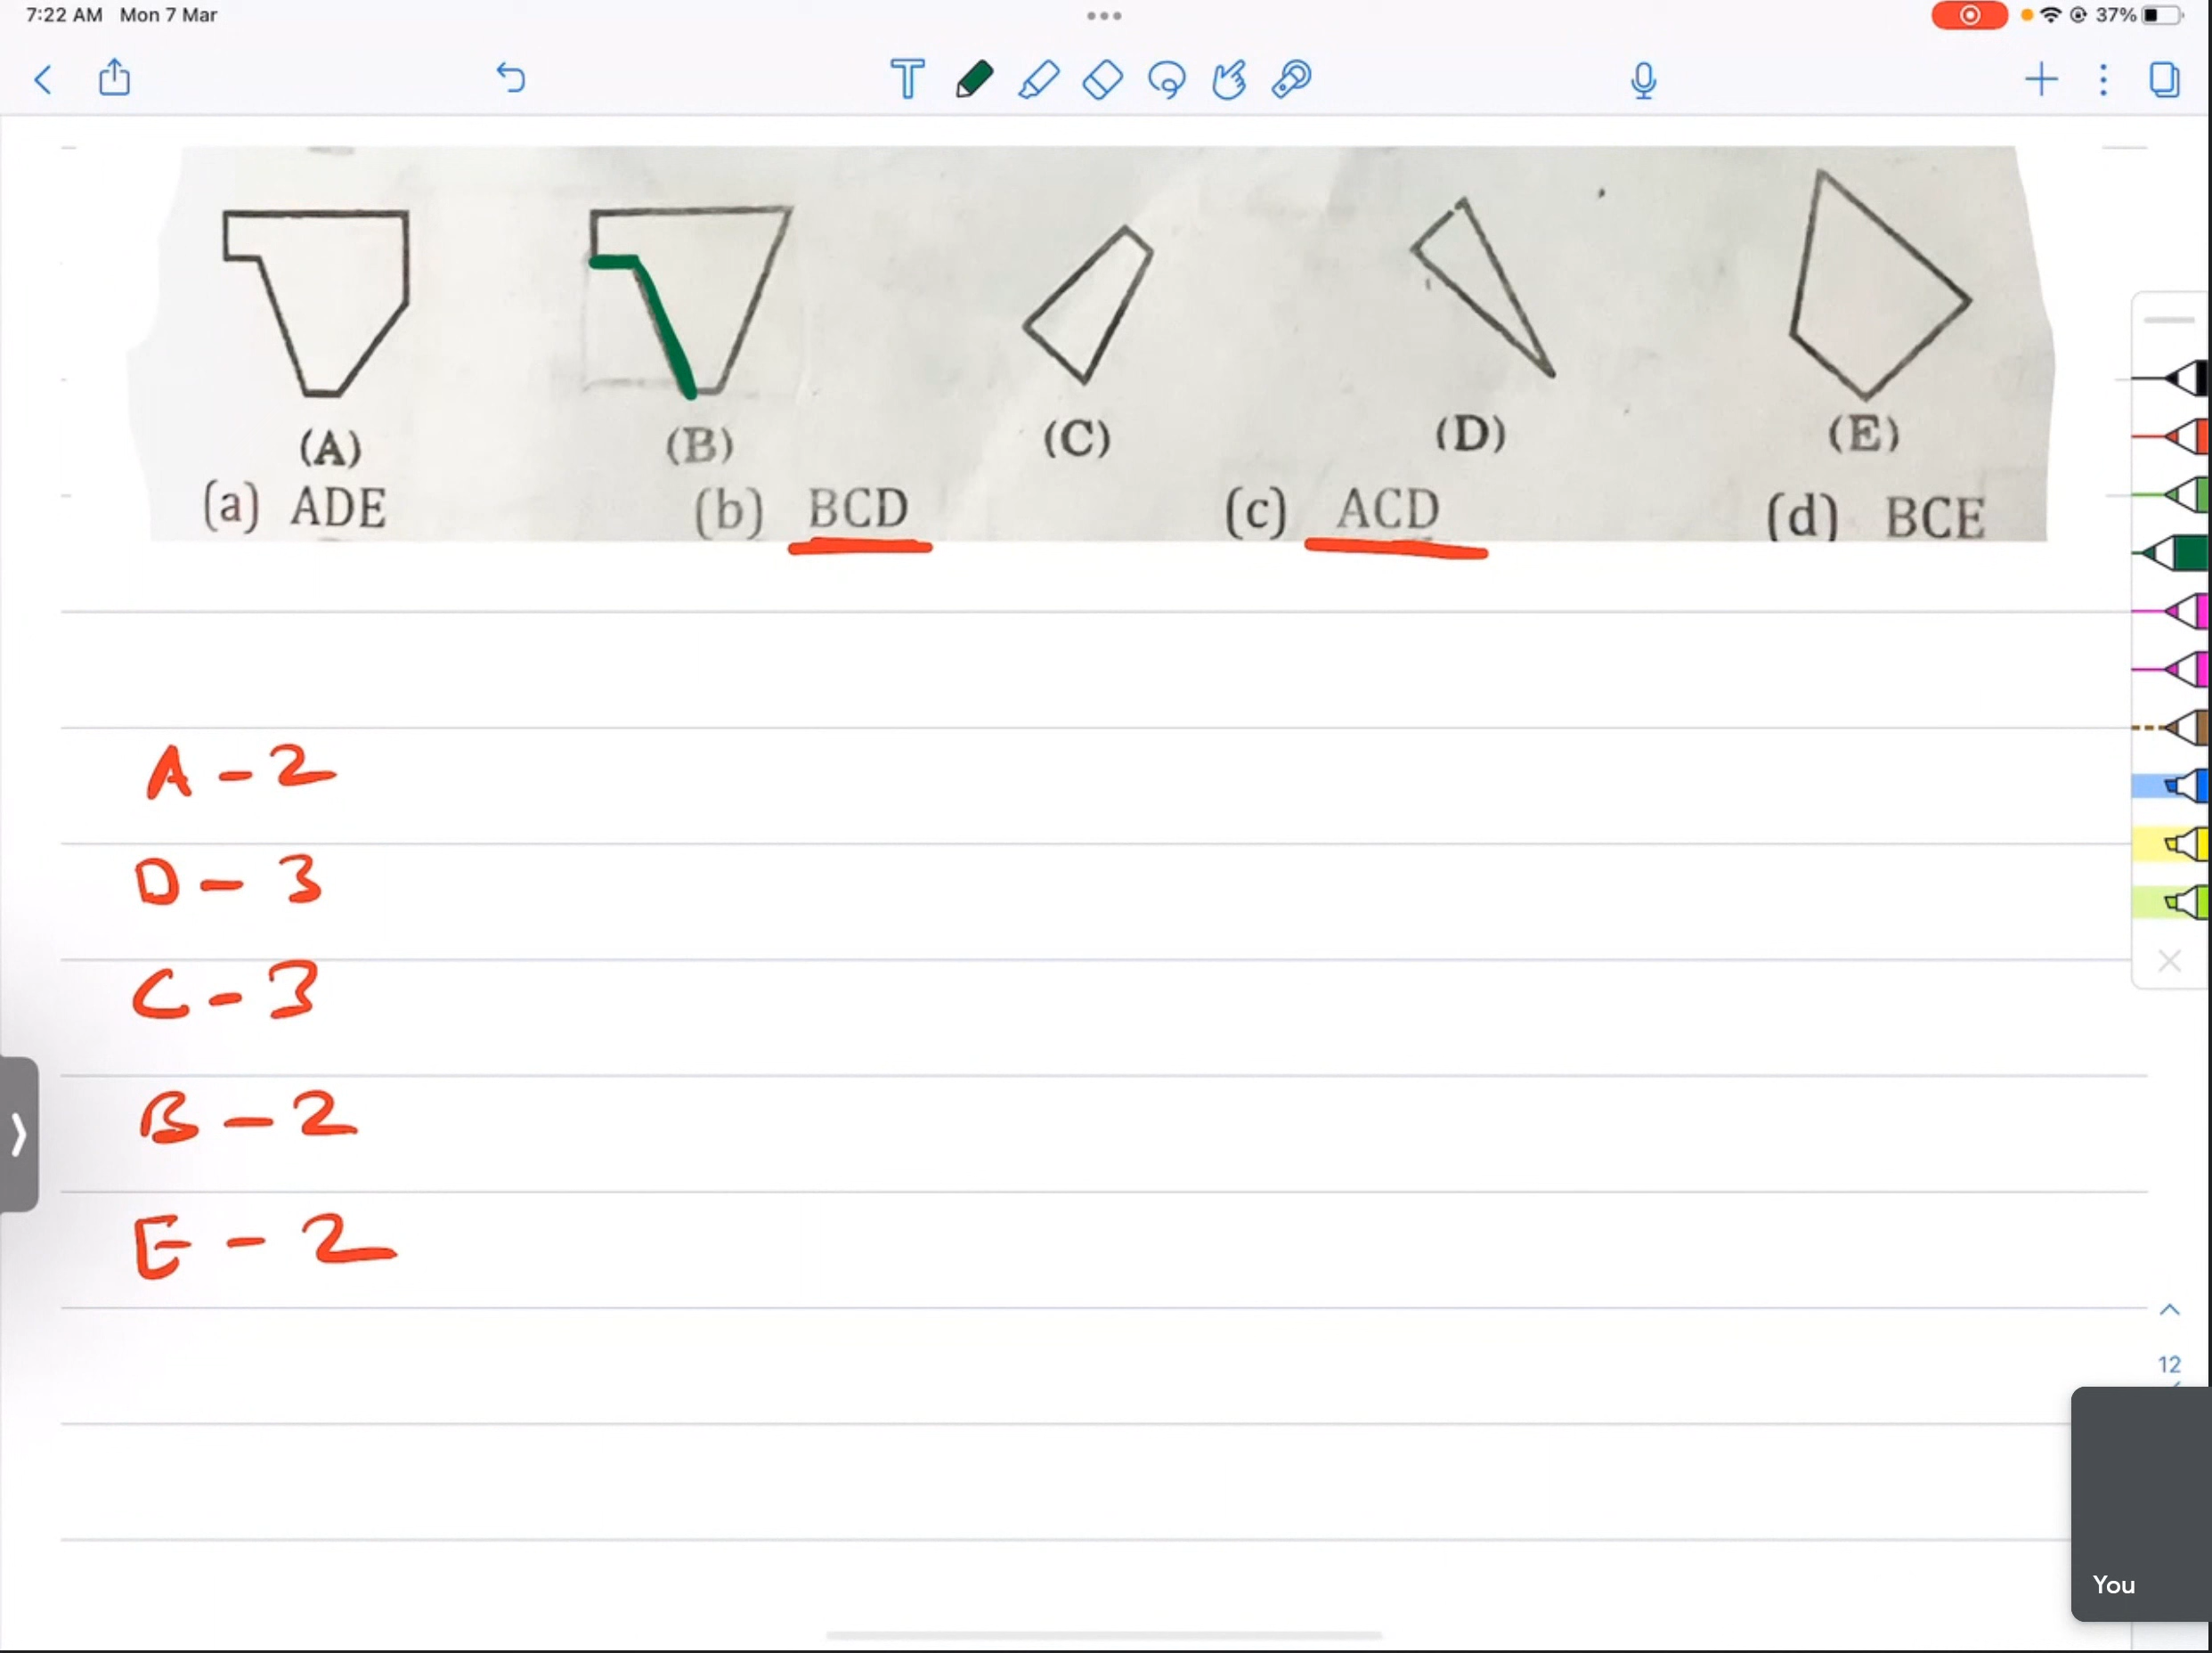 7:22 AM Mon 7 Mar 37%
(A) (B) (C) (D) (E)
(a) ADE (b) BCD (c) ACD (d) BCE
A - 2
D - 3
C - 3
B - 2
E - 2
12
You